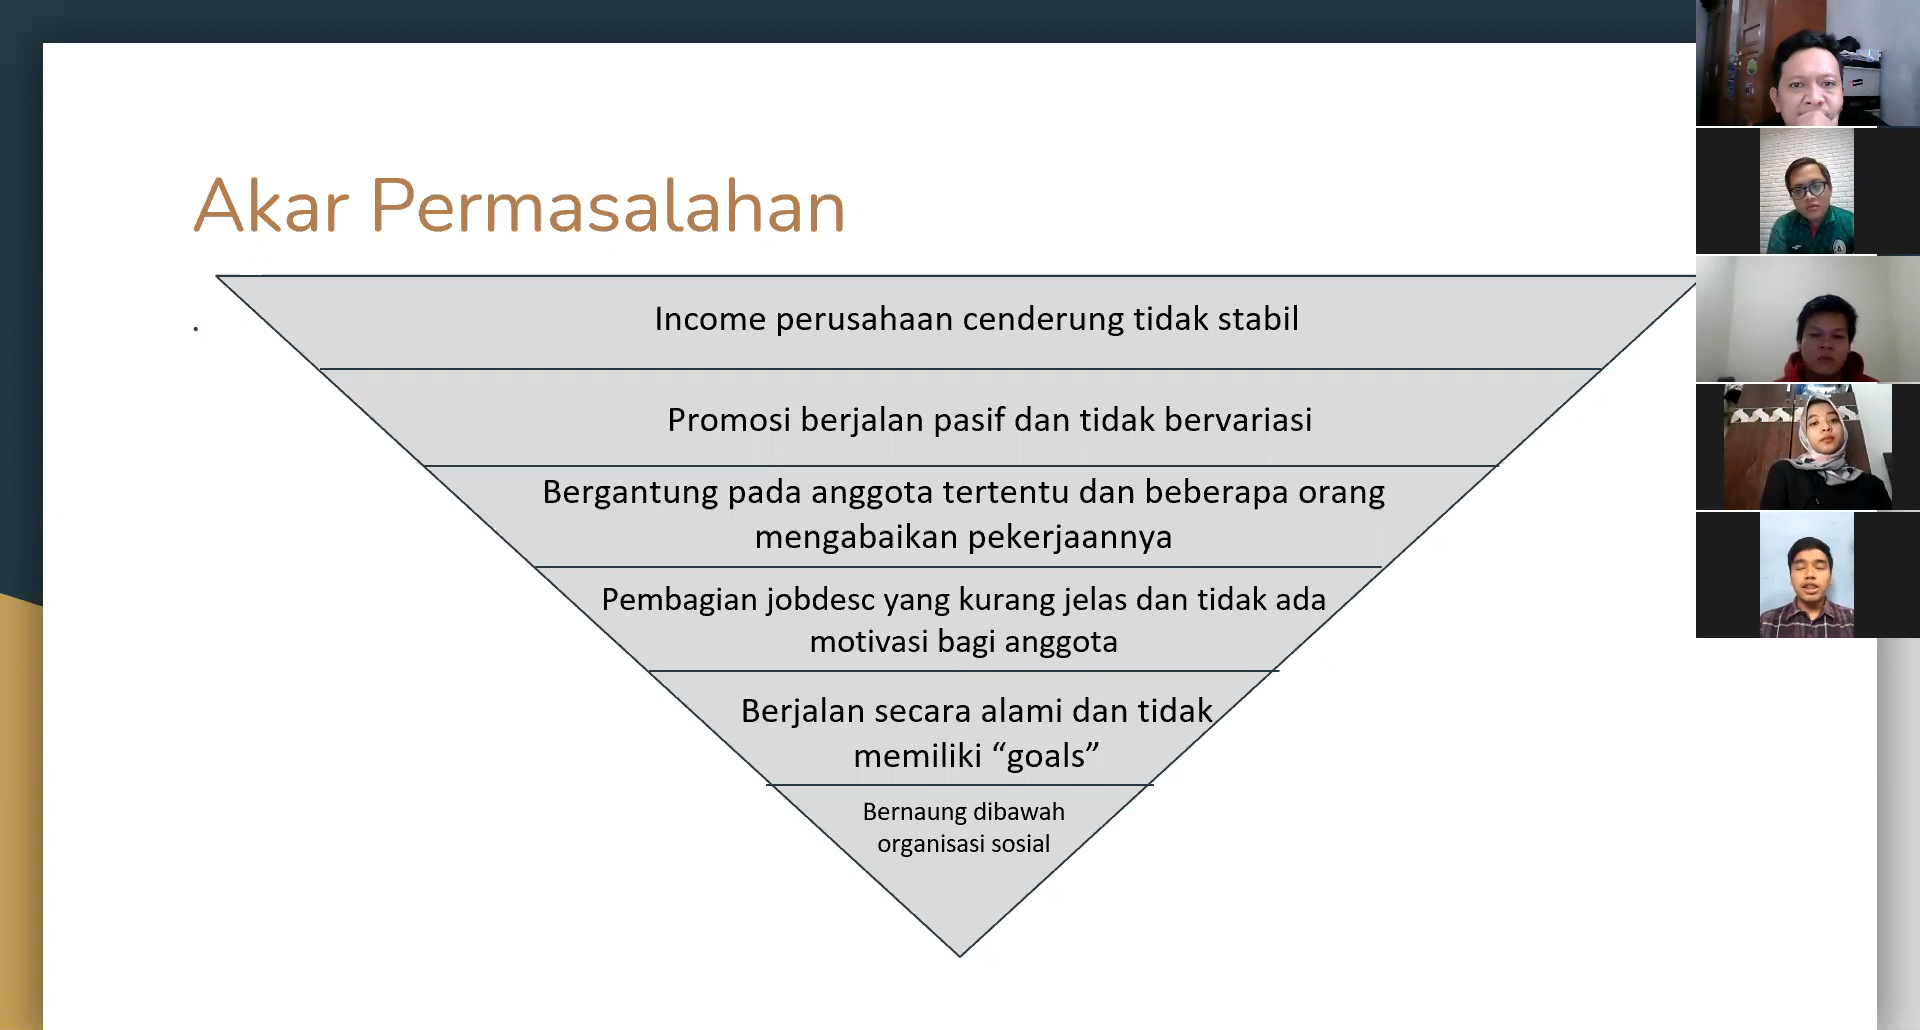 Akar Permasalahan
.
Income perusahaan cenderung tidak stabil
Promosi berjalan pasif dan tidak bervariasi
Bergantung pada anggota tertentu dan beberapa orang
mengabaikan pekerjaannya
Pembagian jobdesc yang kurang jelas dan tidak ada
motivasi bagi anggota
Berjalan secara alami dan tidak
memiliki “goals”
Bernaung dibawah
organisasi sosial